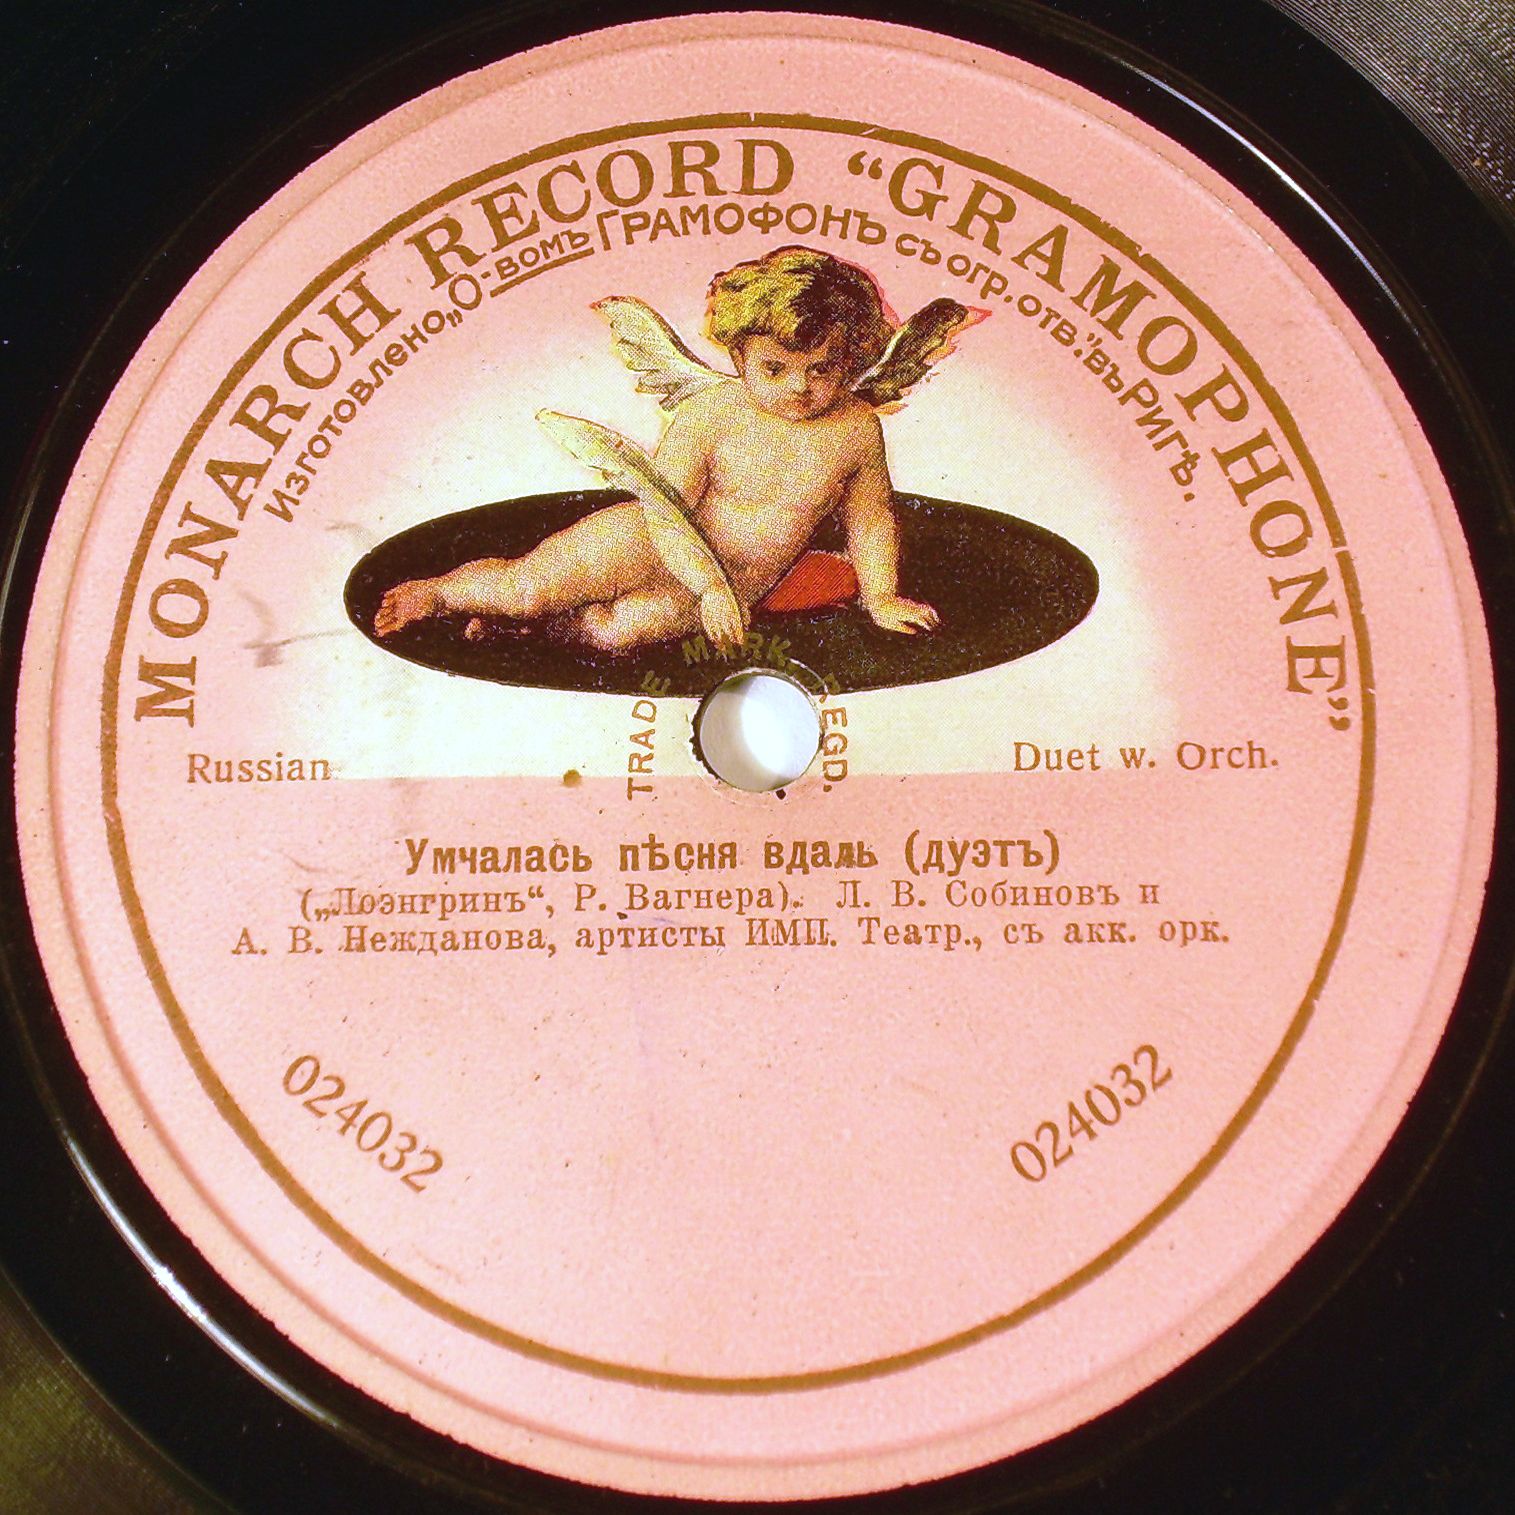 MONARCH RECORD “GRAMOPHONE”
Изготовлено „О-вомъ ГРАМОФОНЪ съ огр. отв.” въ РИГѢ.
TRADE MARK. REGD.
Russian
Duet w. Orch.
Умчалась пѣсня вдаль (дуэтъ)
(„Лоэнгринъ“, Р. Вагнера). Л. В. Собиновъ и
А. В. Нежданова, артисты ИМП. Театр., съ акк. орк.
024032
024032